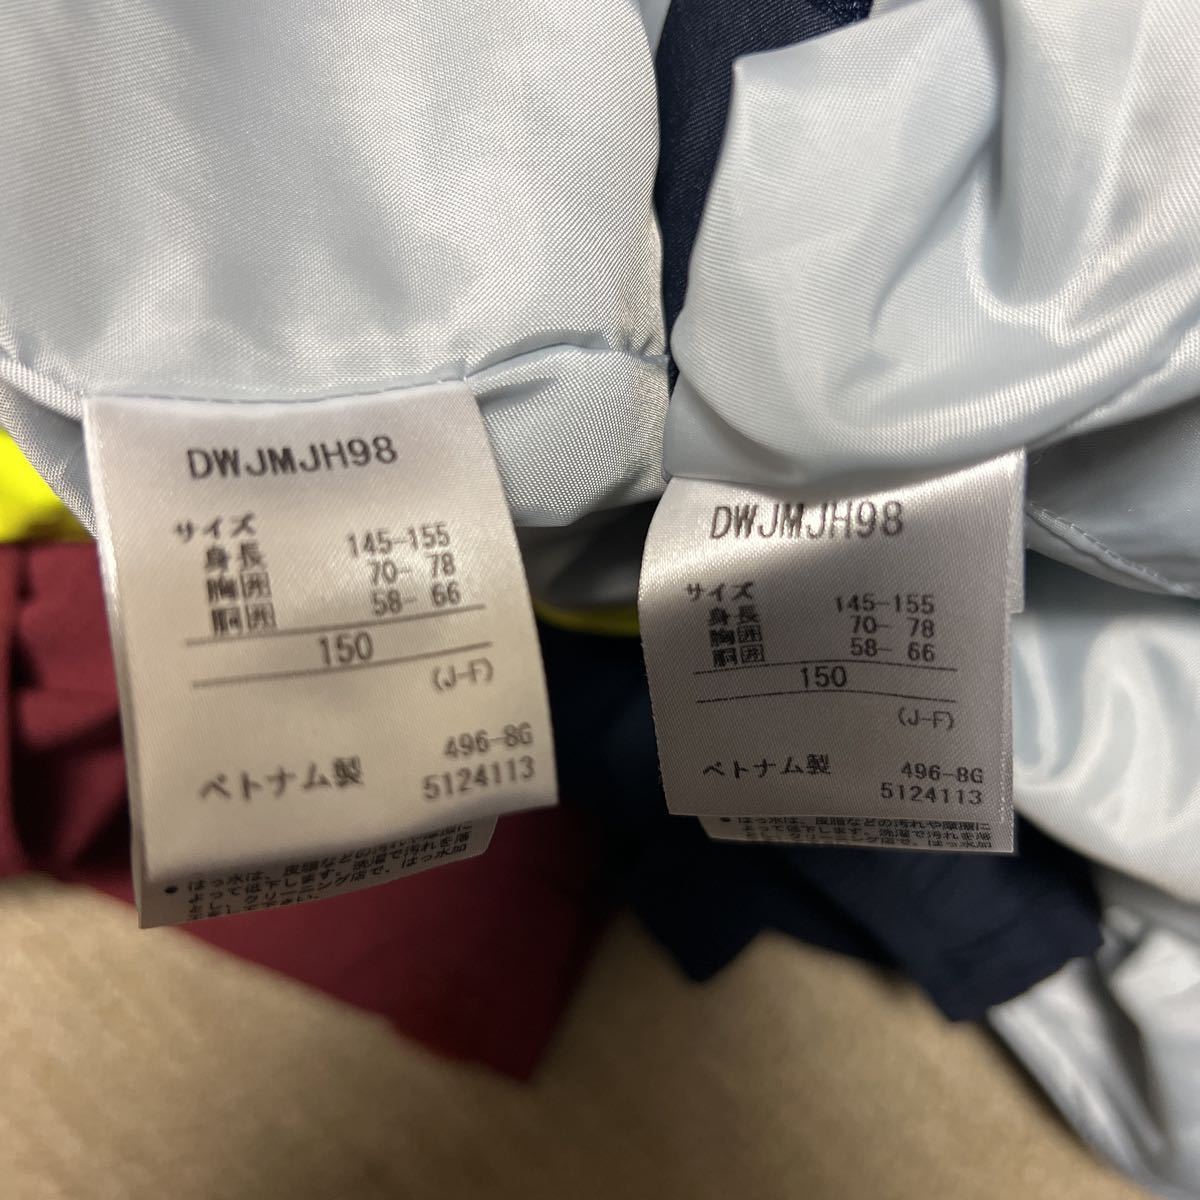 DWJMJH98
サイズ
身長 145-155
胸囲 70- 78
胴囲 58- 66
150
(J-F)
496-8G
ベトナム製 5124113
DWJMJH98
サイズ
身長 145-155
胸囲 70- 78
胴囲 58- 66
150
(J-F)
ベトナム製 496-8G
5124113